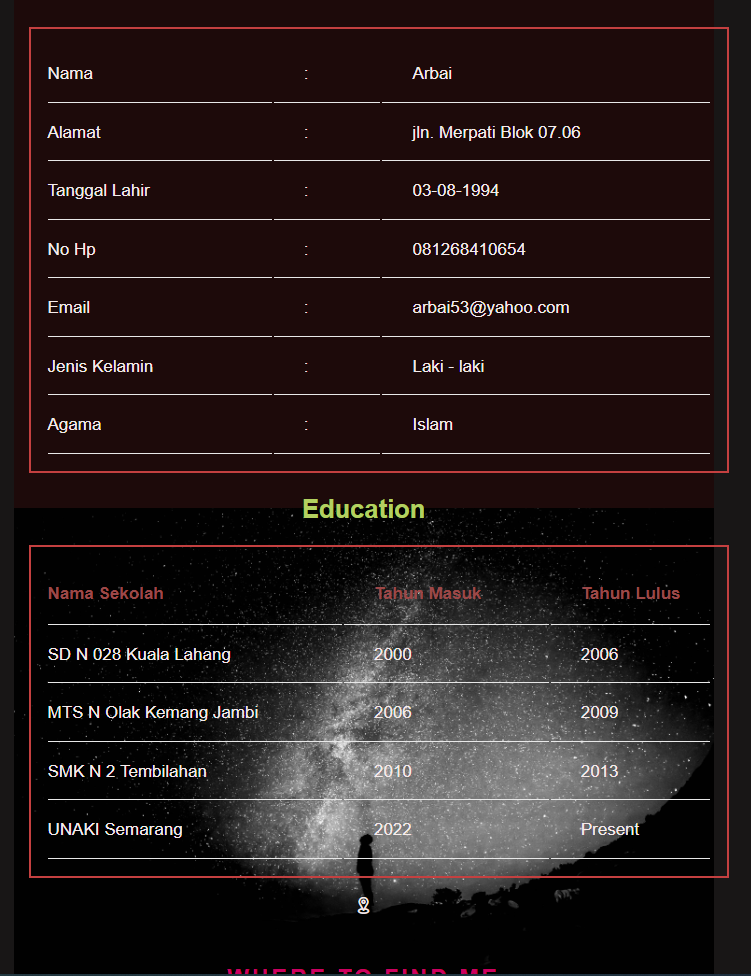 Nama : Arbai
Alamat : jln. Merpati Blok 07.06
Tanggal Lahir : 03-08-1994
No Hp : 081268410654
Email : arbai53@yahoo.com
Jenis Kelamin : Laki - laki
Agama : Islam
Education
Nama Sekolah Tahun Masuk Tahun Lulus
SD N 028 Kuala Lahang 2000 2006
MTS N Olak Kemang Jambi 2006 2009
SMK N 2 Tembilahan 2010 2013
UNAKI Semarang 2022 Present
WHERE TO FIND ME